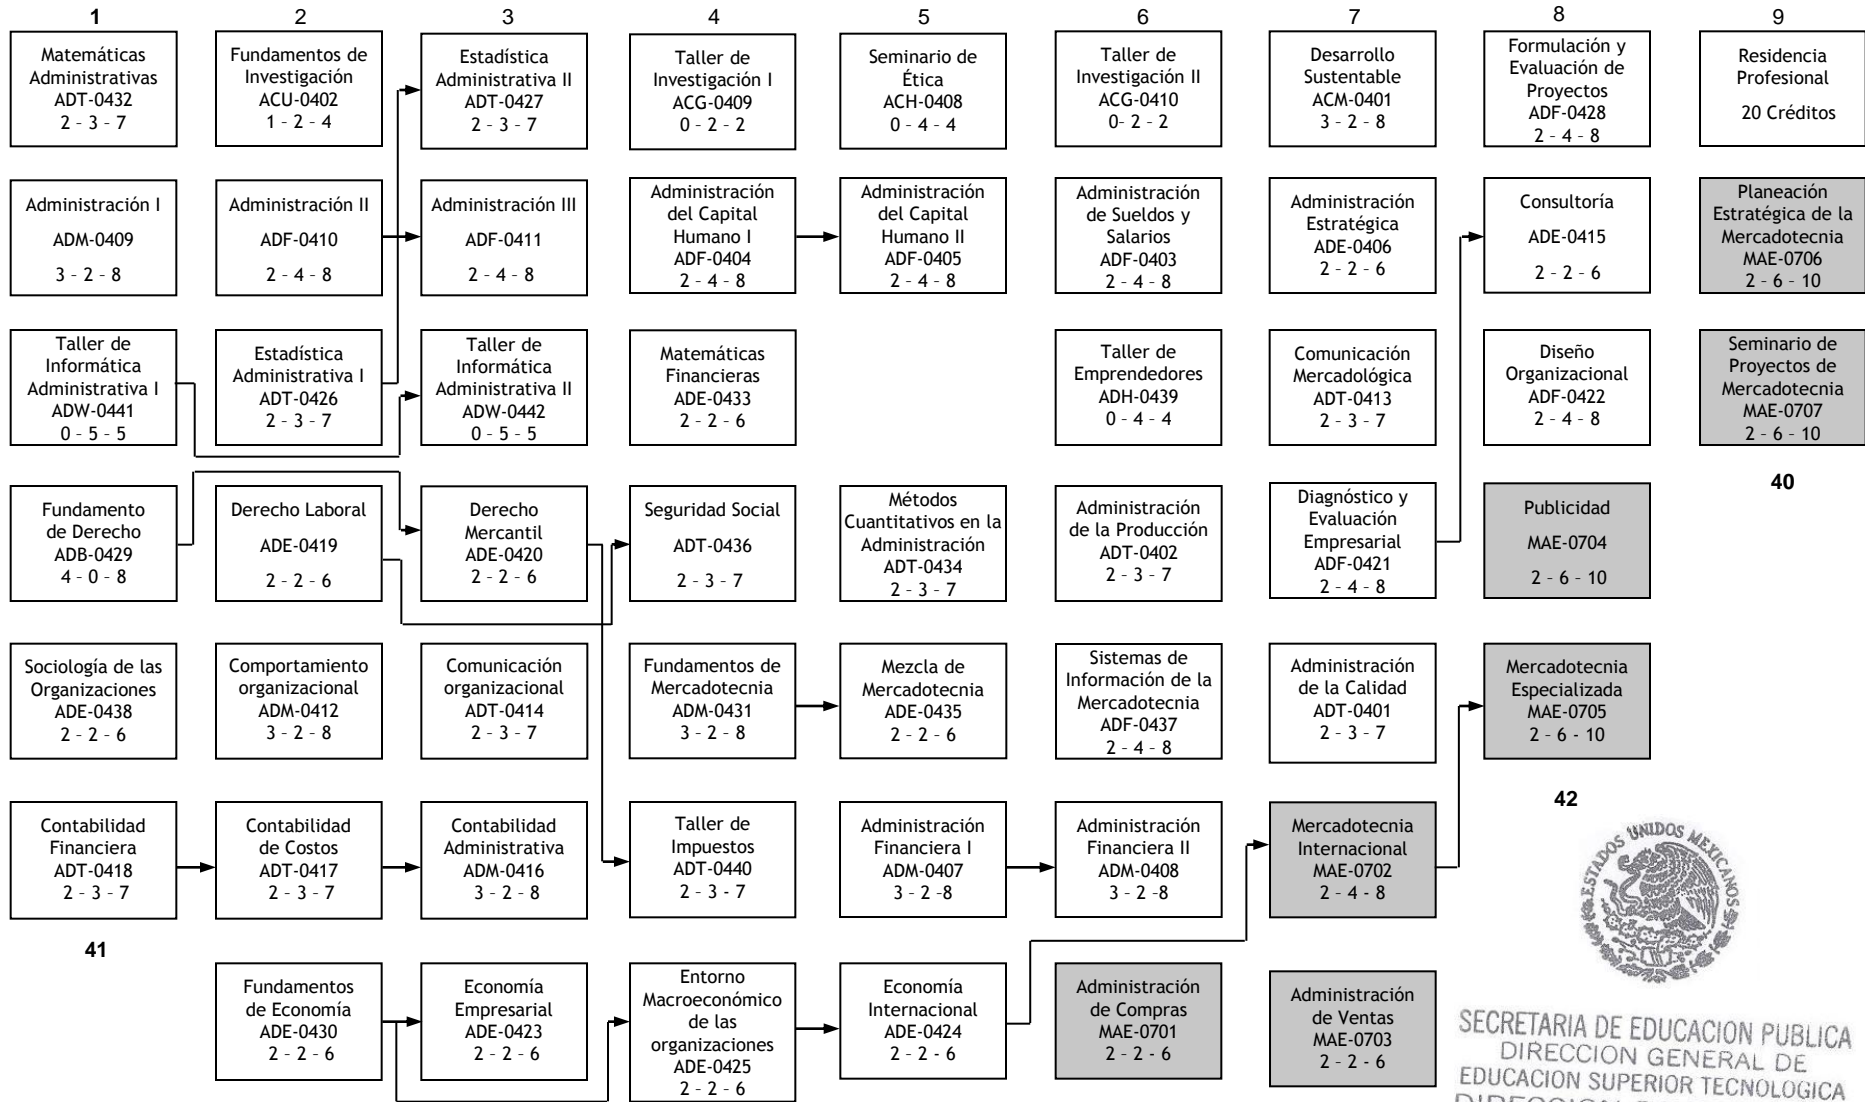 1
2
3
4
5
6
7
8
9
Matemáticas
Administrativas
ADT-0432
2 - 3 - 7
Fundamentos de
Investigación
ACU-0402
1 - 2 - 4
Estadística
Administrativa II
ADT-0427
2 - 3 - 7
Taller de
Investigación I
ACG-0409
0 - 2 - 2
Seminario de
Ética
ACH-0408
0 - 4 - 4
Taller de
Investigación II
ACG-0410
0- 2 - 2
Desarrollo
Sustentable
ACM-0401
3 - 2 - 8
Formulación y
Evaluación de
Proyectos
ADF-0428
2 - 4 - 8
Residencia
Profesional
20 Créditos
Administración I
ADM-0409
3 - 2 - 8
Administración II
ADF-0410
2 - 4 - 8
Administración III
ADF-0411
2 - 4 - 8
Administración
del Capital
Humano I
ADF-0404
2 - 4 - 8
Administración
del Capital
Humano II
ADF-0405
2 - 4 - 8
Administración
de Sueldos y
Salarios
ADF-0403
2 - 4 - 8
Administración
Estratégica
ADE-0406
2 - 2 - 6
Consultoría
ADE-0415
2 - 2 - 6
Planeación
Estratégica de la
Mercadotecnia
MAE-0706
2 - 6 - 10
Taller de
Informática
Administrativa I
ADW-0441
0 - 5 - 5
Estadística
Administrativa I
ADT-0426
2 - 3 - 7
Taller de
Informática
Administrativa II
ADW-0442
0 - 5 - 5
Matemáticas
Financieras
ADE-0433
2 - 2 - 6
Taller de
Emprendedores
ADH-0439
0 - 4 - 4
Comunicación
Mercadológica
ADT-0413
2 - 3 - 7
Diseño
Organizacional
ADF-0422
2 - 4 - 8
Seminario de
Proyectos de
Mercadotecnia
MAE-0707
2 - 6 - 10
40
Fundamento
de Derecho
ADB-0429
4 - 0 - 8
Derecho Laboral
ADE-0419
2 - 2 - 6
Derecho
Mercantil
ADE-0420
2 - 2 - 6
Seguridad Social
ADT-0436
2 - 3 - 7
Métodos
Cuantitativos en la
Administración
ADT-0434
2 - 3 - 7
Administración
de la Producción
ADT-0402
2 - 3 - 7
Diagnóstico y
Evaluación
Empresarial
ADF-0421
2 - 4 - 8
Publicidad
MAE-0704
2 - 6 - 10
Sociología de las
Organizaciones
ADE-0438
2 - 2 - 6
Comportamiento
organizacional
ADM-0412
3 - 2 - 8
Comunicación
organizacional
ADT-0414
2 - 3 - 7
Fundamentos de
Mercadotecnia
ADM-0431
3 - 2 - 8
Mezcla de
Mercadotecnia
ADE-0435
2 - 2 - 6
Sistemas de
Información de la
Mercadotecnia
ADF-0437
2 - 4 - 8
Administración
de la Calidad
ADT-0401
2 - 3 - 7
Mercadotecnia
Especializada
MAE-0705
2 - 6 - 10
42
Contabilidad
Financiera
ADT-0418
2 - 3 - 7
Contabilidad
de Costos
ADT-0417
2 - 3 - 7
Contabilidad
Administrativa
ADM-0416
3 - 2 - 8
Taller de
Impuestos
ADT-0440
2 - 3 - 7
Administración
Financiera I
ADM-0407
3 - 2 -8
Administración
Financiera II
ADM-0408
3 - 2 -8
Mercadotecnia
Internacional
MAE-0702
2 - 4 - 8
41
Fundamentos
de Economía
ADE-0430
2 - 2 - 6
Economía
Empresarial
ADE-0423
2 - 2 - 6
Entorno
Macroeconómico
de las
organizaciones
ADE-0425
2 - 2 - 6
Economía
Internacional
ADE-0424
2 - 2 - 6
Administración
de Compras
MAE-0701
2 - 2 - 6
Administración
de Ventas
MAE-0703
2 - 2 - 6
ESTADOS UNIDOS MEXICANOS
SECRETARIA DE EDUCACION PUBLICA
DIRECCION GENERAL DE
EDUCACION SUPERIOR TECNOLOGICA